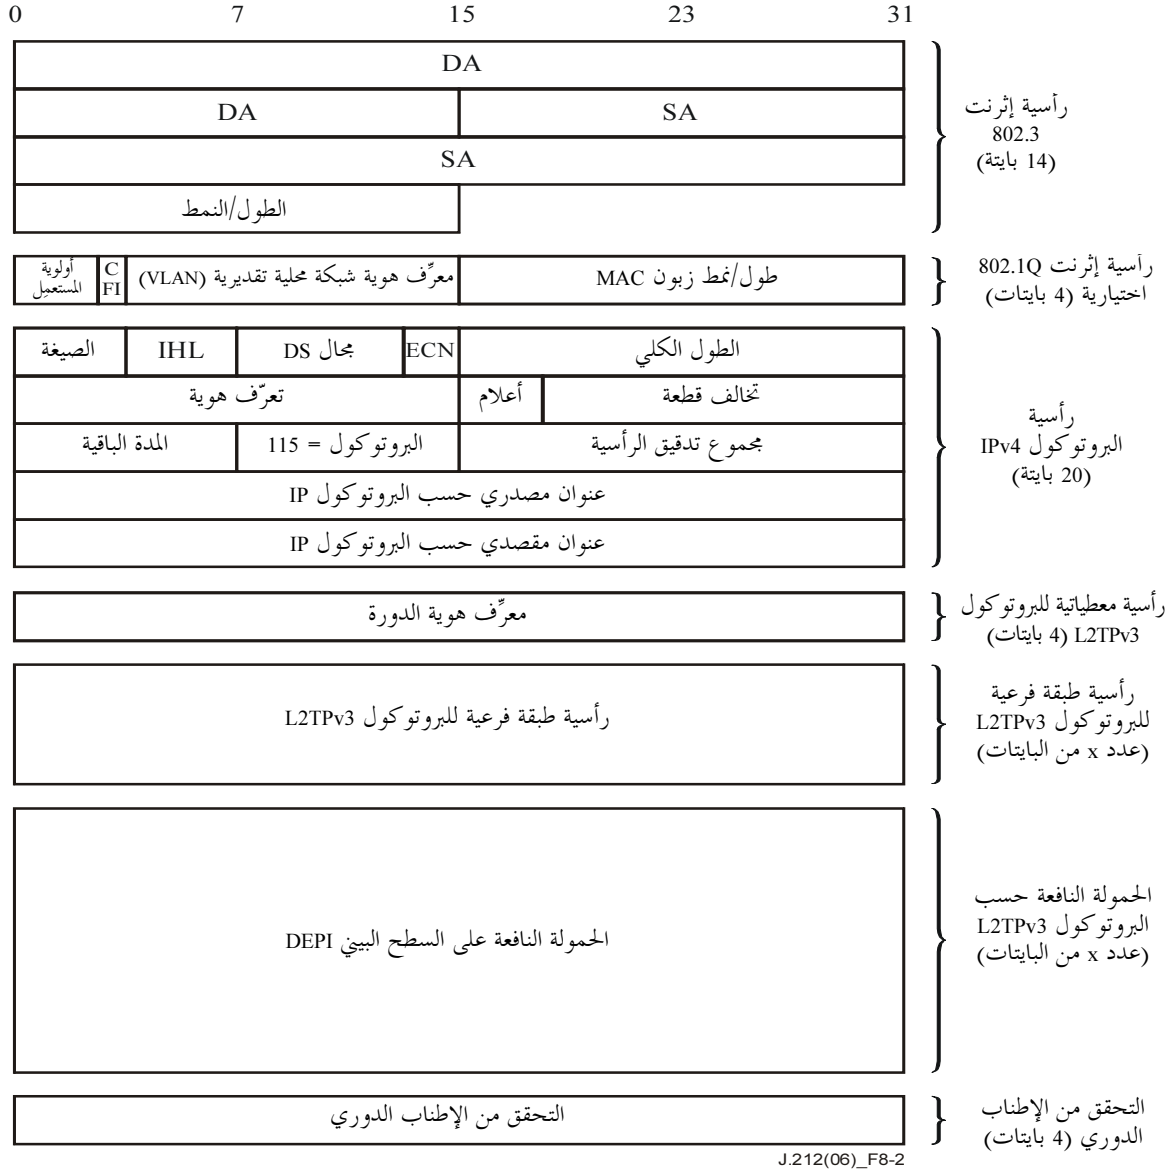 0 7 15 23 31
DA
DA SA
SA
الطول/النمط
رأسية إثرنت
802.3
(14 بايتة)
أولوية
المستعمِل
C
FI
معرِّف هوية شبكة محلية تقديرية (VLAN)
طول/نمط زبون MAC
رأسية إثرنت 802.1Q
اختيارية (4 بايتات)
الصيغة IHL مجال DS ECN الطول الكلي
تعرّف هوية أعلام تخالف قطعة
المدة الباقية البروتوكول = 115 مجموع تدقيق الرأسية
عنوان مصدري حسب البروتوكول IP
عنوان مقصدي حسب البروتوكول IP
رأسية
البروتوكول IPv4
(20 بايتة)
معرِّف هوية الدورة
رأسية معطياتية للبروتوكول
L2TPv3 (4 بايتات)
رأسية طبقة فرعية للبروتوكول L2TPv3
رأسية طبقة فرعية
للبروتوكول L2TPv3
(عدد x من البايتات)
الحمولة النافعة على السطح البيني DEPI
الحمولة النافعة حسب
البروتوكول L2TPv3
(عدد x من البايتات)
التحقق من الإطناب الدوري
التحقق من الإطناب
الدوري (4 بايتات)
J.212(06)_F8-2